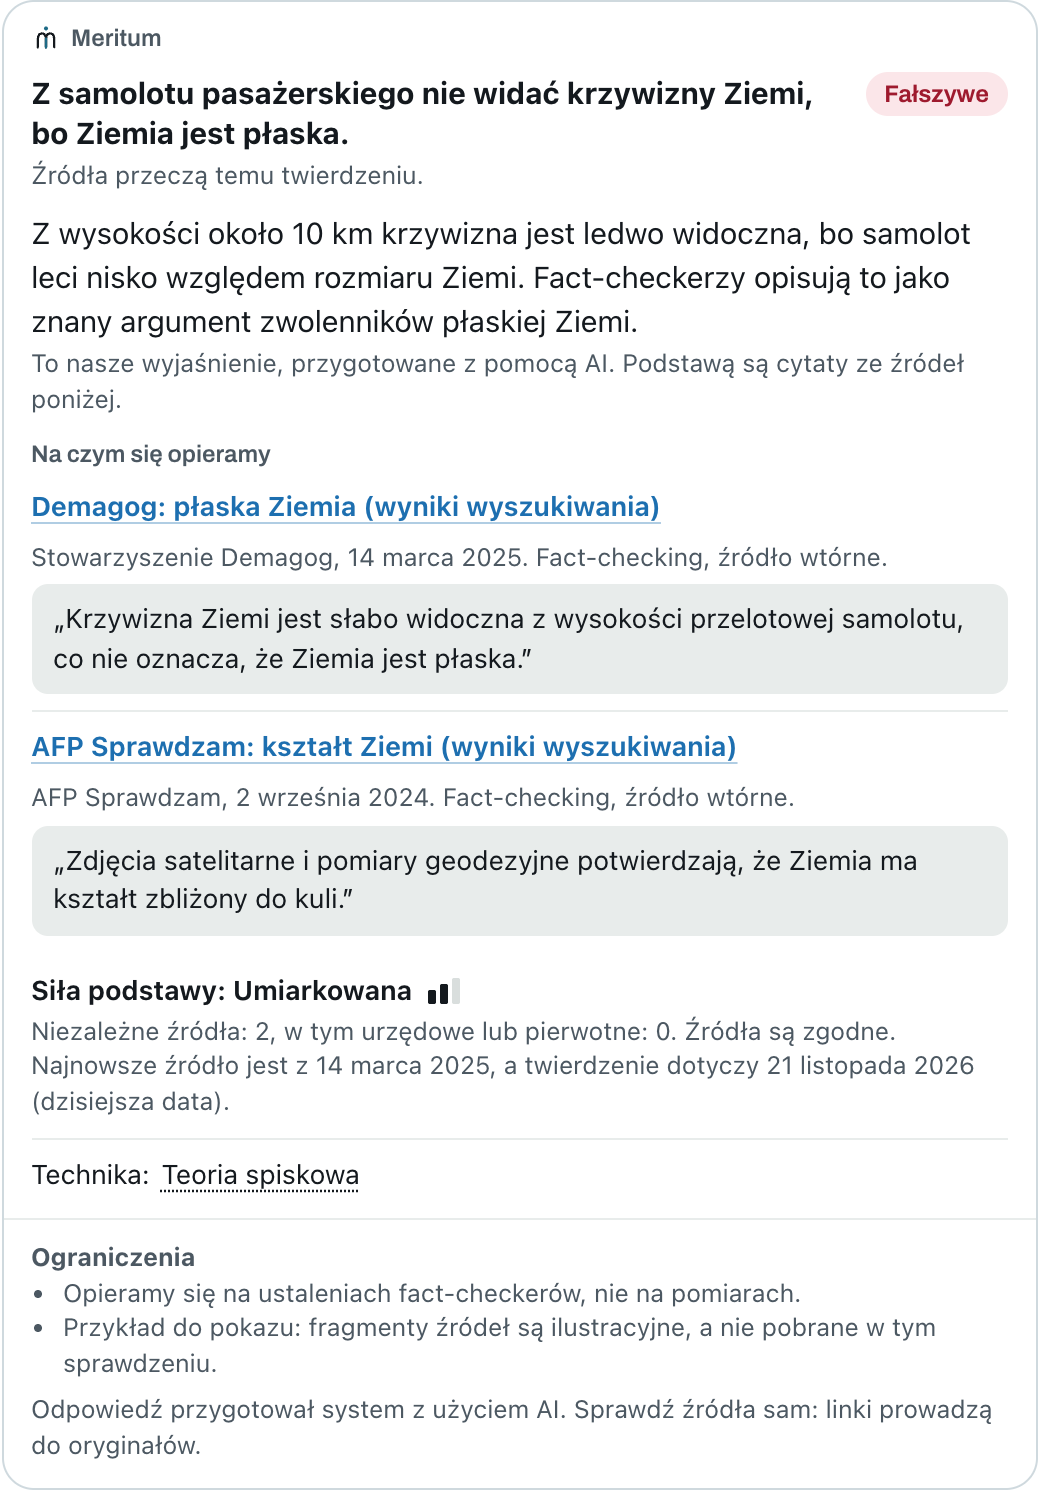 Meritum
Z samolotu pasażerskiego nie widać krzywizny Ziemi,
bo Ziemia jest płaska.
Fałszywe
Źródła przeczą temu twierdzeniu.
Z wysokości około 10 km krzywizna jest ledwo widoczna, bo samolot
leci nisko względem rozmiaru Ziemi. Fact-checkerzy opisują to jako
znany argument zwolenników płaskiej Ziemi.
To nasze wyjaśnienie, przygotowane z pomocą AI. Podstawą są cytaty ze źródeł
poniżej.
Na czym się opieramy
Demagog: płaska Ziemia (wyniki wyszukiwania)
Stowarzyszenie Demagog, 14 marca 2025. Fact-checking, źródło wtórne.
„Krzywizna Ziemi jest słabo widoczna z wysokości przelotowej samolotu,
co nie oznacza, że Ziemia jest płaska.”
AFP Sprawdzam: kształt Ziemi (wyniki wyszukiwania)
AFP Sprawdzam, 2 września 2024. Fact-checking, źródło wtórne.
„Zdjęcia satelitarne i pomiary geodezyjne potwierdzają, że Ziemia ma
kształt zbliżony do kuli.”
Siła podstawy: Umiarkowana
Niezależne źródła: 2, w tym urzędowe lub pierwotne: 0. Źródła są zgodne.
Najnowsze źródło jest z 14 marca 2025, a twierdzenie dotyczy 21 listopada 2026
(dzisiejsza data).
Technika: Teoria spiskowa
Ograniczenia
• Opieramy się na ustaleniach fact-checkerów, nie na pomiarach.
• Przykład do pokazu: fragmenty źródeł są ilustracyjne, a nie pobrane w tym
sprawdzeniu.
Odpowiedź przygotował system z użyciem AI. Sprawdź źródła sam: linki prowadzą
do oryginałów.